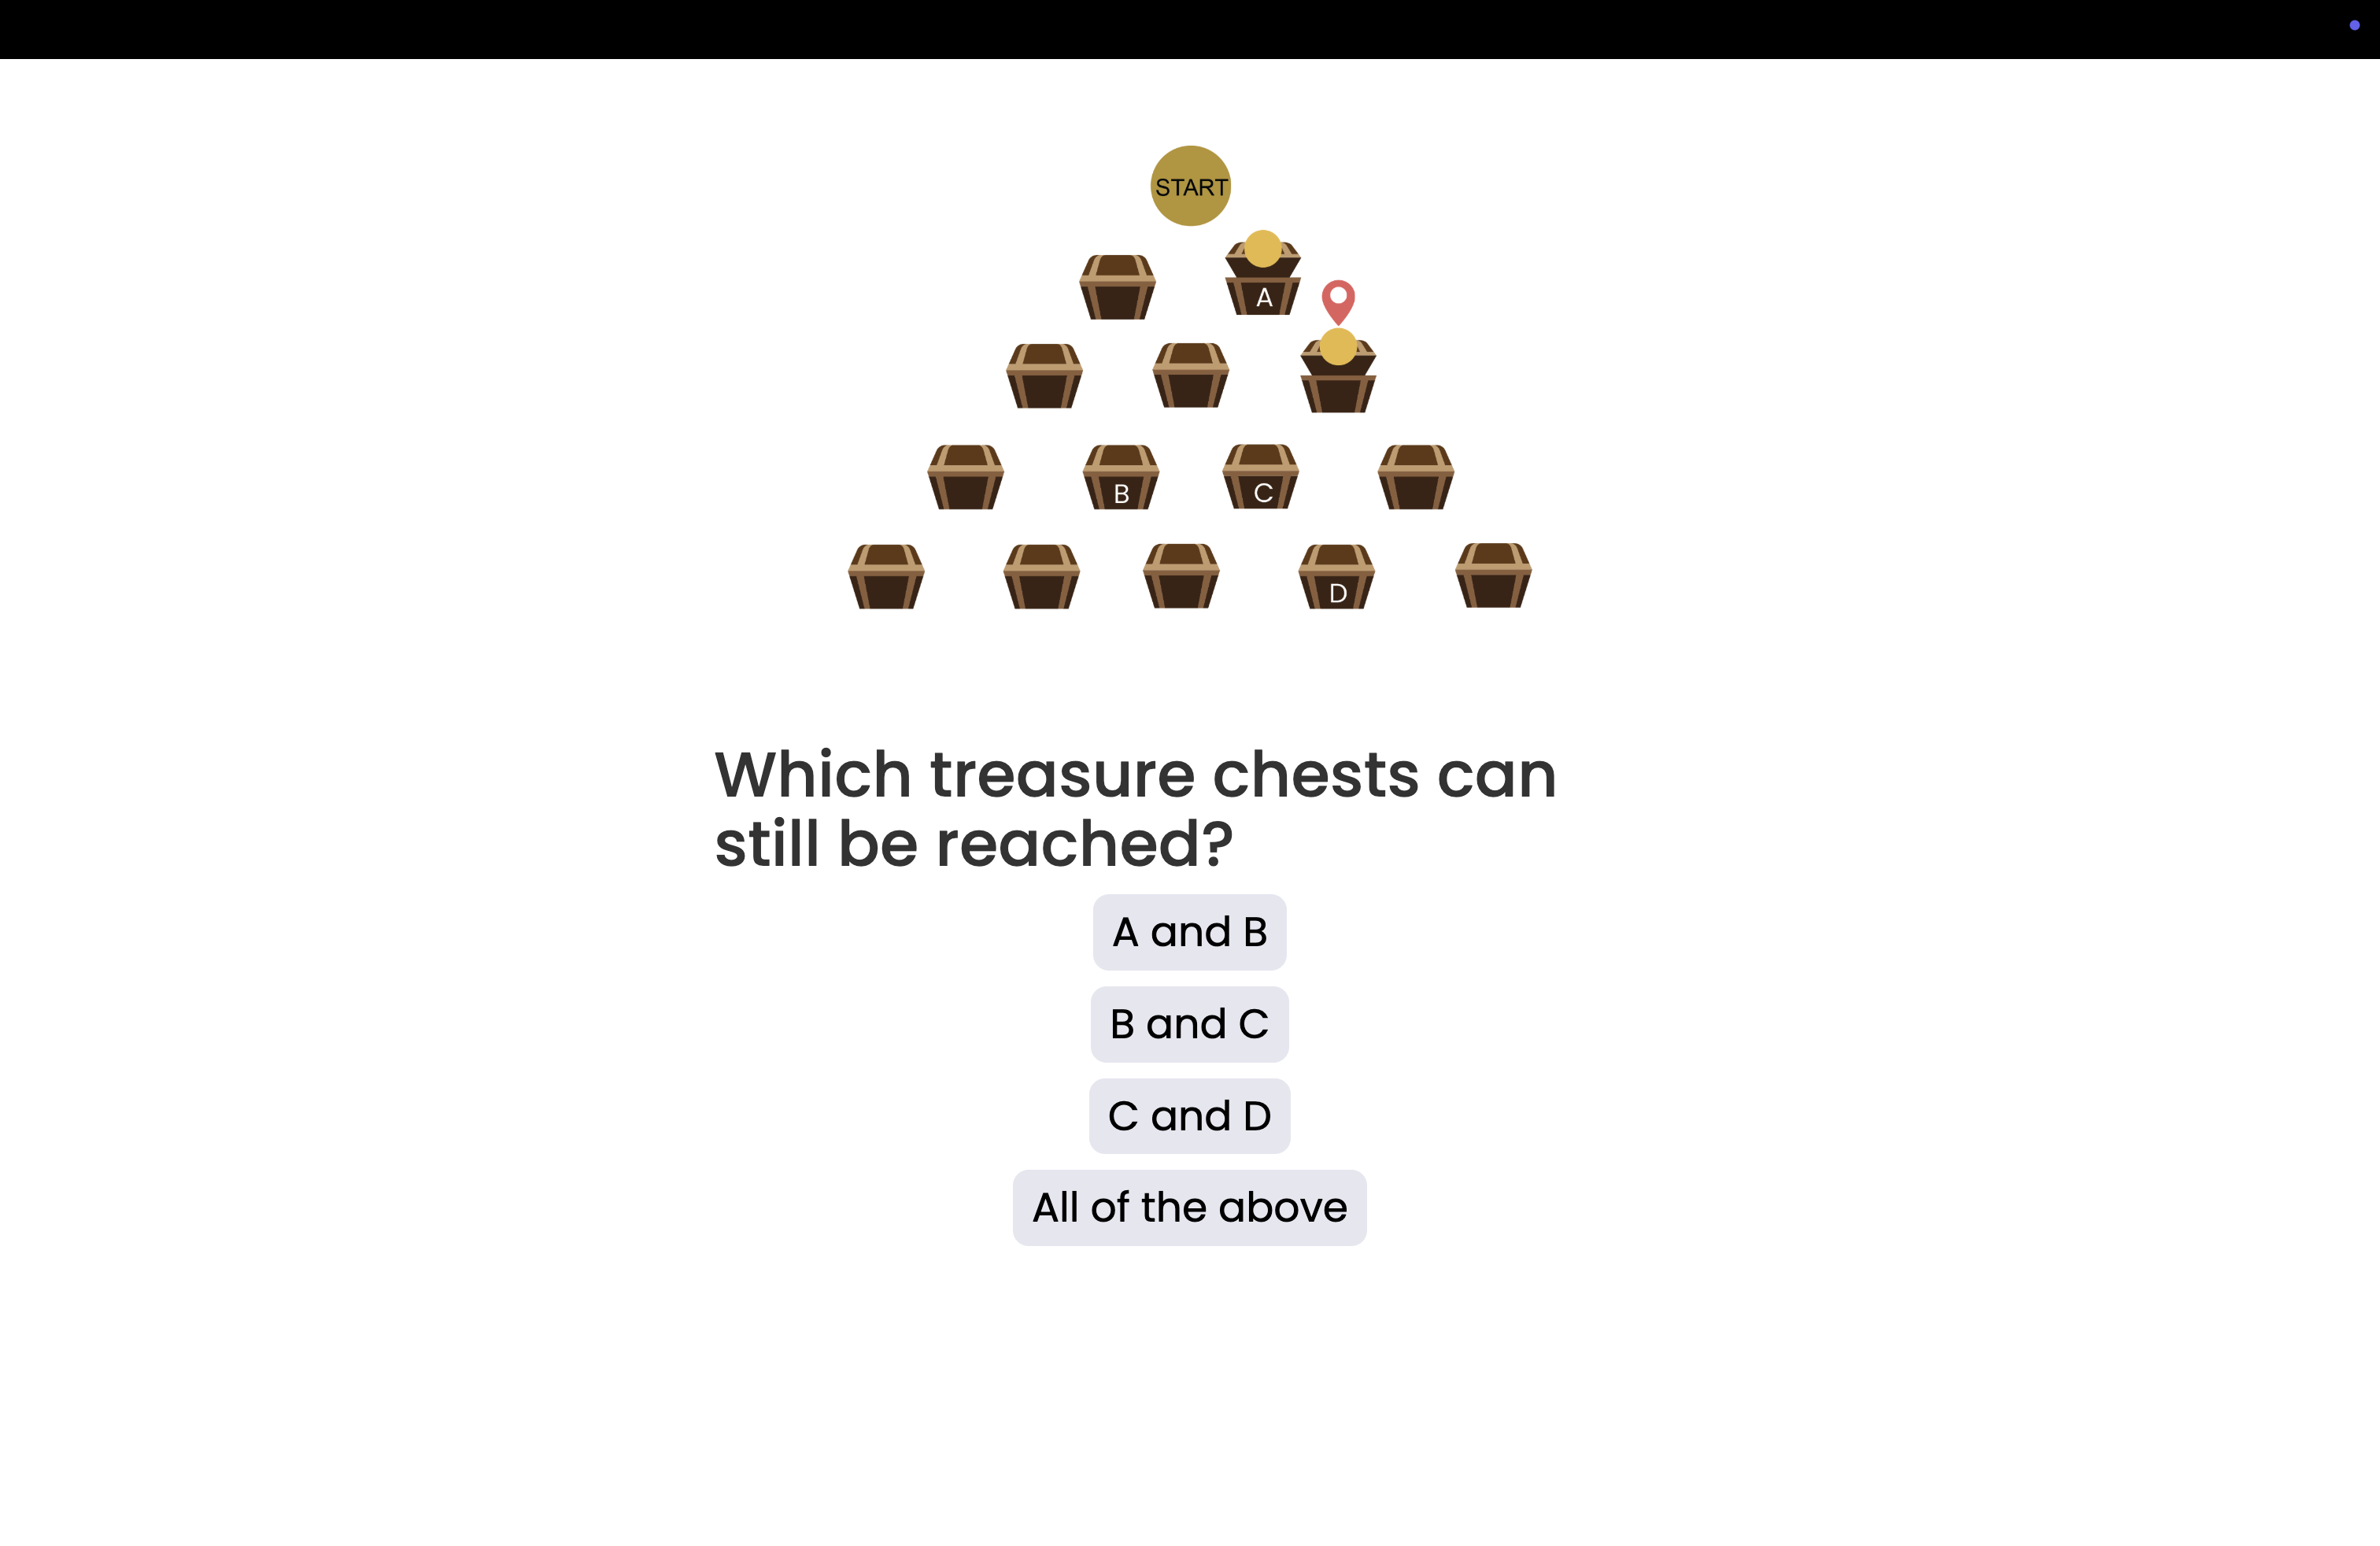 START
A
B
C
D
Which treasure chests can
still be reached?
A and B
B and C
C and D
All of the above